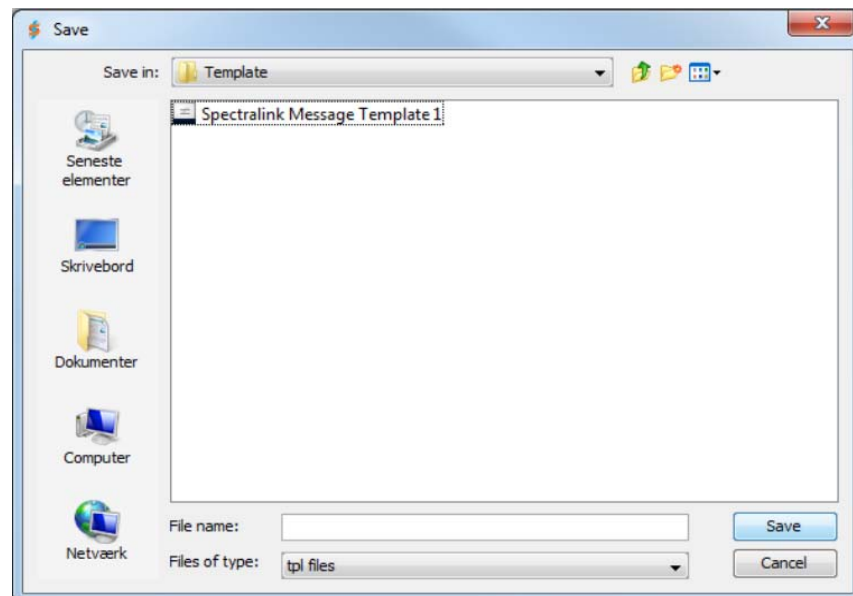 Save
Save in: Template
Spectralink Message Template 1
Seneste
elementer
Skrivebord
Dokumenter
Computer
Netværk
File name:
Save
Files of type: tpl files
Cancel